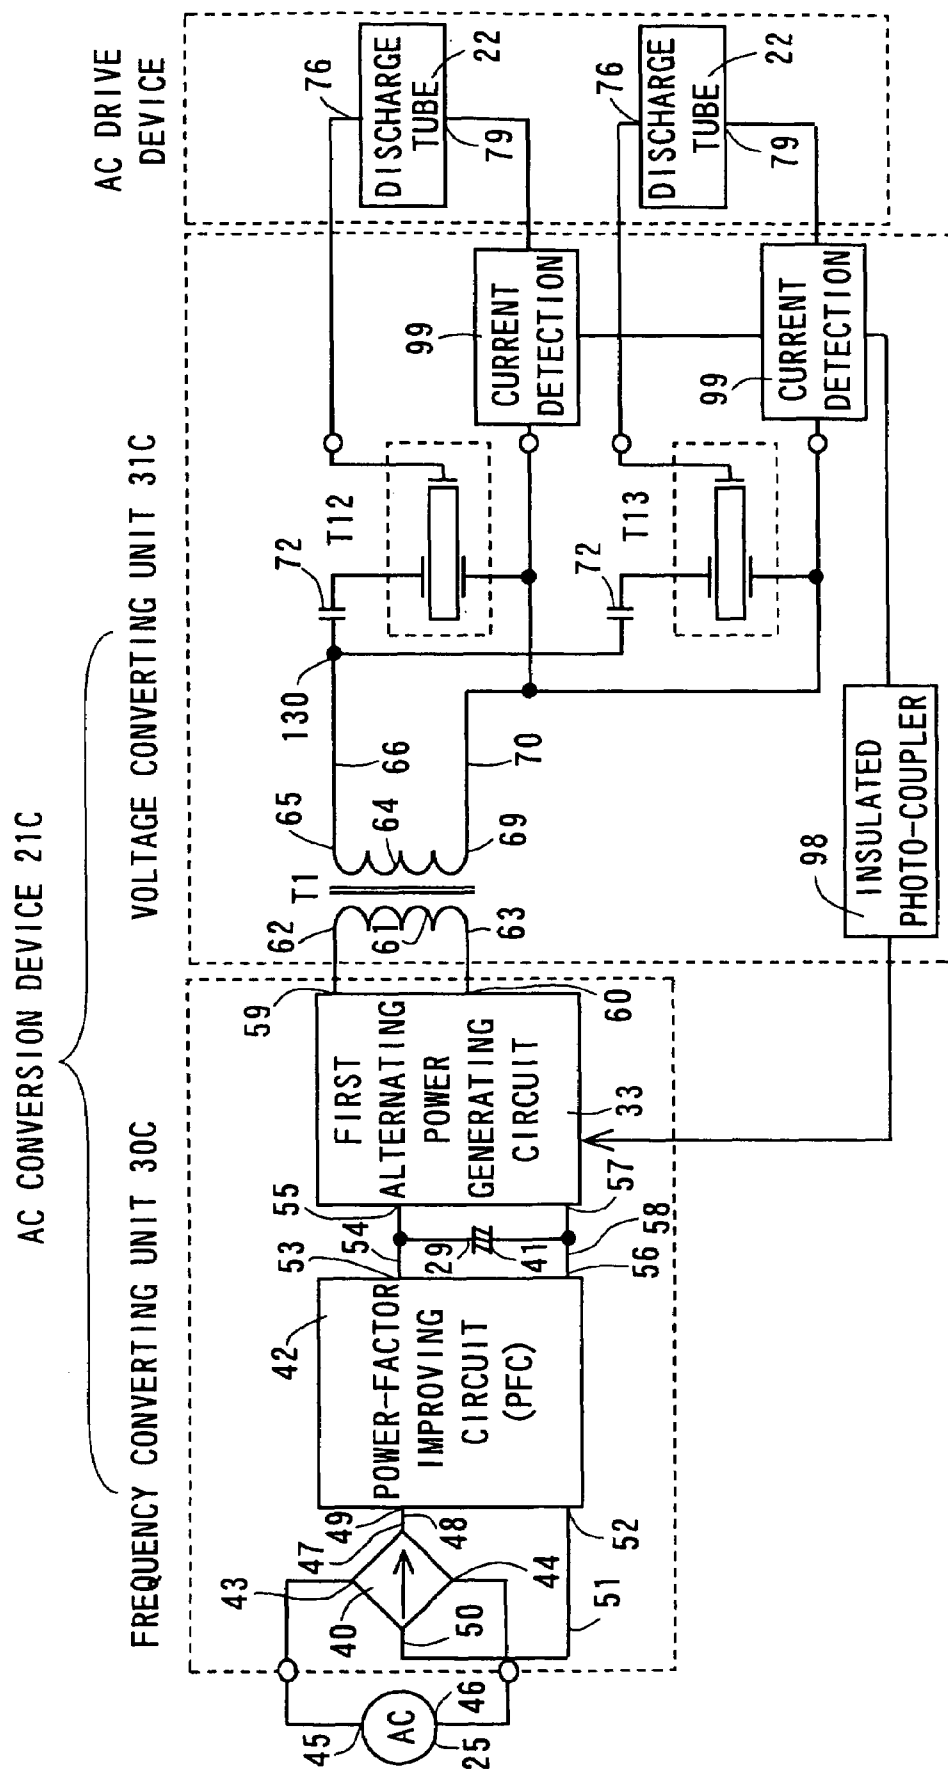 AC CONVERSION DEVICE 21C
FREQUENCY CONVERTING UNIT 30C
VOLTAGE CONVERTING UNIT 31C
AC DRIVE
DEVICE
45
AC
46
25
43
40
44
47
48
49
50
51
52
42
POWER-FACTOR
IMPROVING
CIRCUIT
(PFC)
53
54
55
29
41
56
57
58
FIRST
ALTERNATING
POWER
GENERATING
CIRCUIT
33
59
60
62
61
63
T1
65
64
69
66
70
130
72
T12
72
T13
99
CURRENT
DETECTION
99
CURRENT
DETECTION
98
INSULATED
PHOTO-COUPLER
76
DISCHARGE
TUBE
22
79
76
DISCHARGE
TUBE
22
79